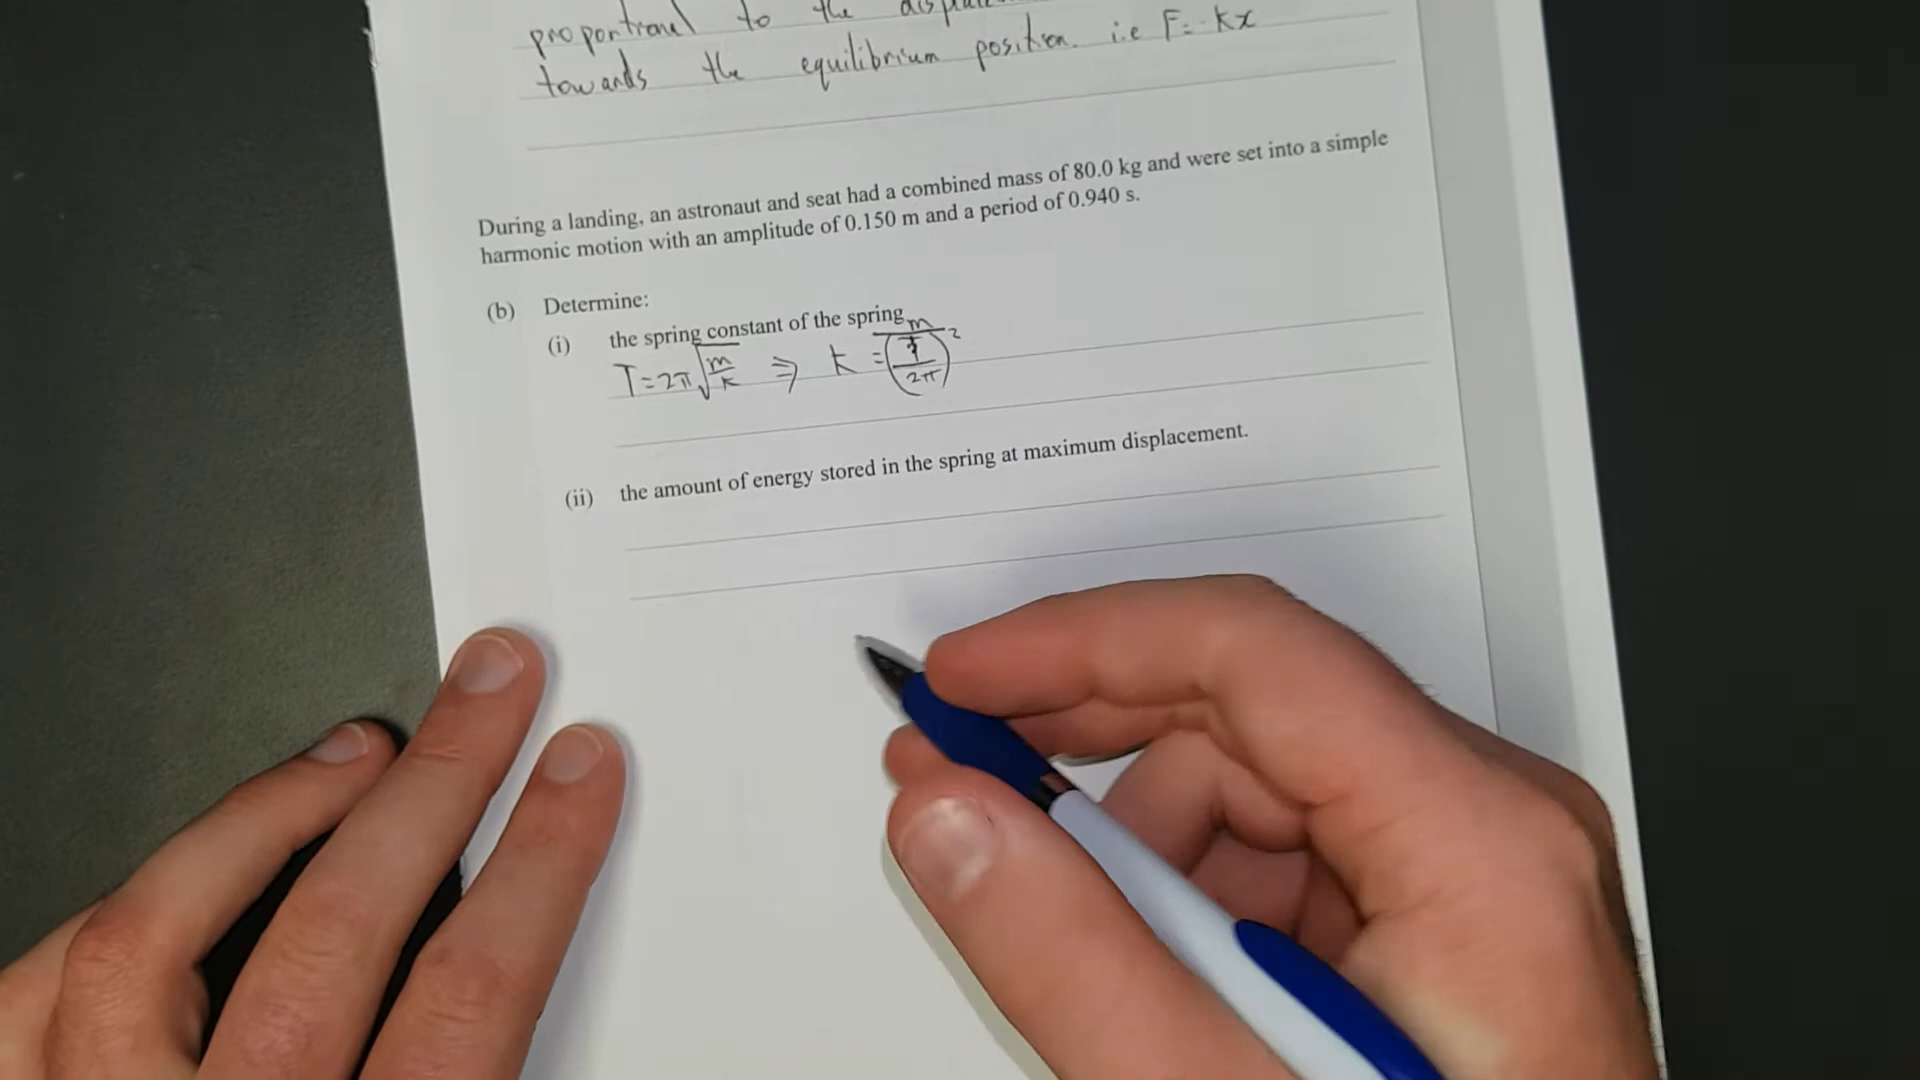 proportional to the
towards the equilibrium position. i.e F=-kx
During a landing, an astronaut and seat had a combined mass of 80.0 kg and were set into a simple
harmonic motion with an amplitude of 0.150 m and a period of 0.940 s.
(b) Determine:
(i) the spring constant of the spring
T=2π√(m/k) ⇒ k = m/(T/2π)²
(ii) the amount of energy stored in the spring at maximum displacement.